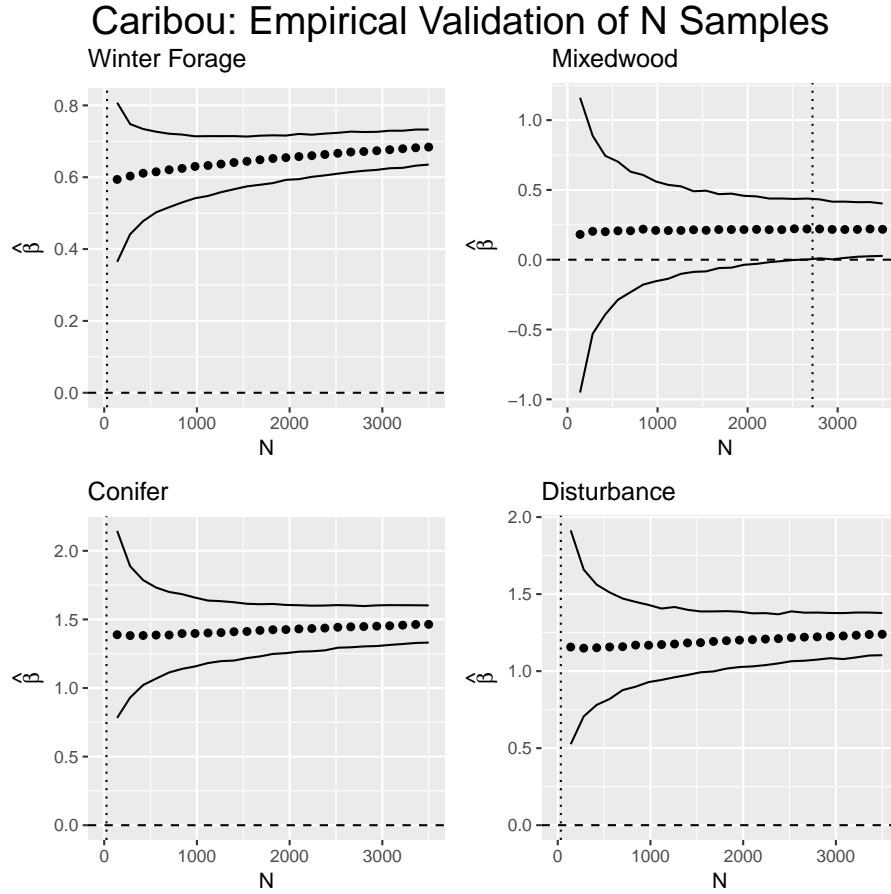 Caribou: Empirical Validation of N Samples
Winter Forage
0.8
0.6
0.4
0.2
0.0
β̂
0 1000 2000 3000
N
Mixedwood
1.0
0.5
0.0
−0.5
−1.0
β̂
0 1000 2000 3000
N
Conifer
2.0
1.5
1.0
0.5
0.0
β̂
0 1000 2000 3000
N
Disturbance
2.0
1.5
1.0
0.5
0.0
β̂
0 1000 2000 3000
N